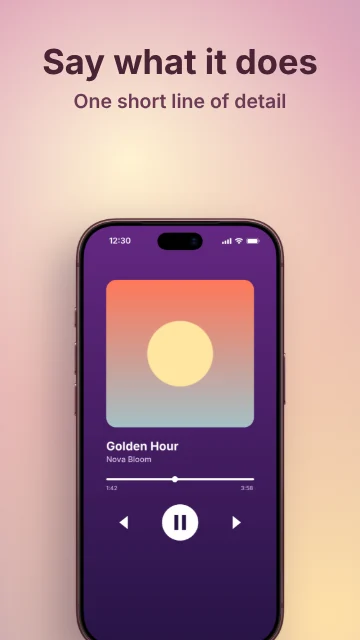 Say what it does
One short line of detail
12:30
Golden Hour
Nova Bloom
1:42 3:58